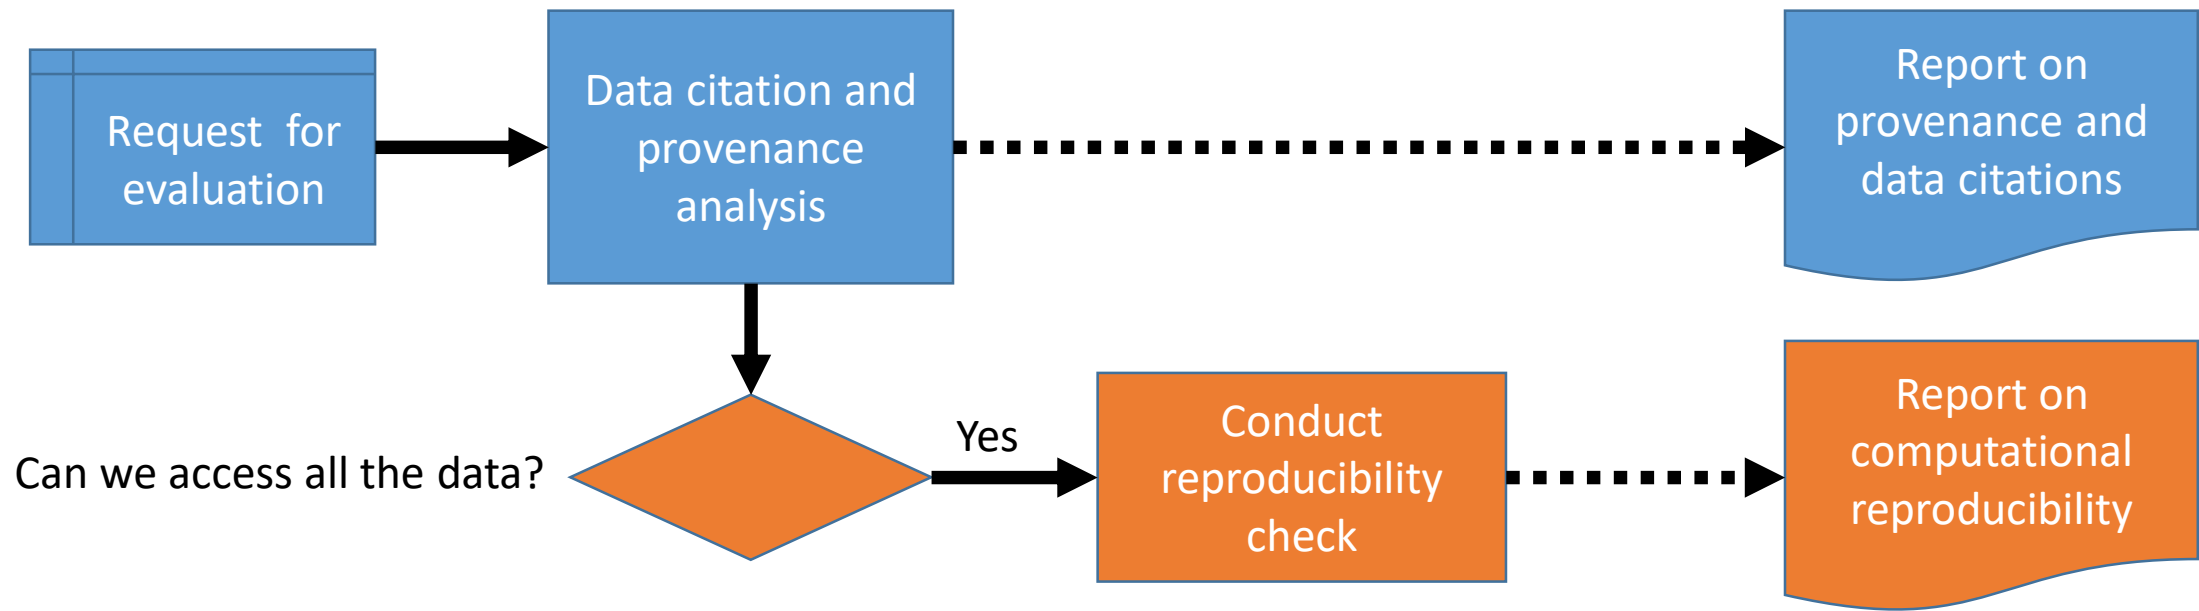 Request for
evaluation
Data citation and
provenance
analysis
Report on
provenance and
data citations
Can we access all the data?
Yes
Conduct
reproducibility
check
Report on
computational
reproducibility